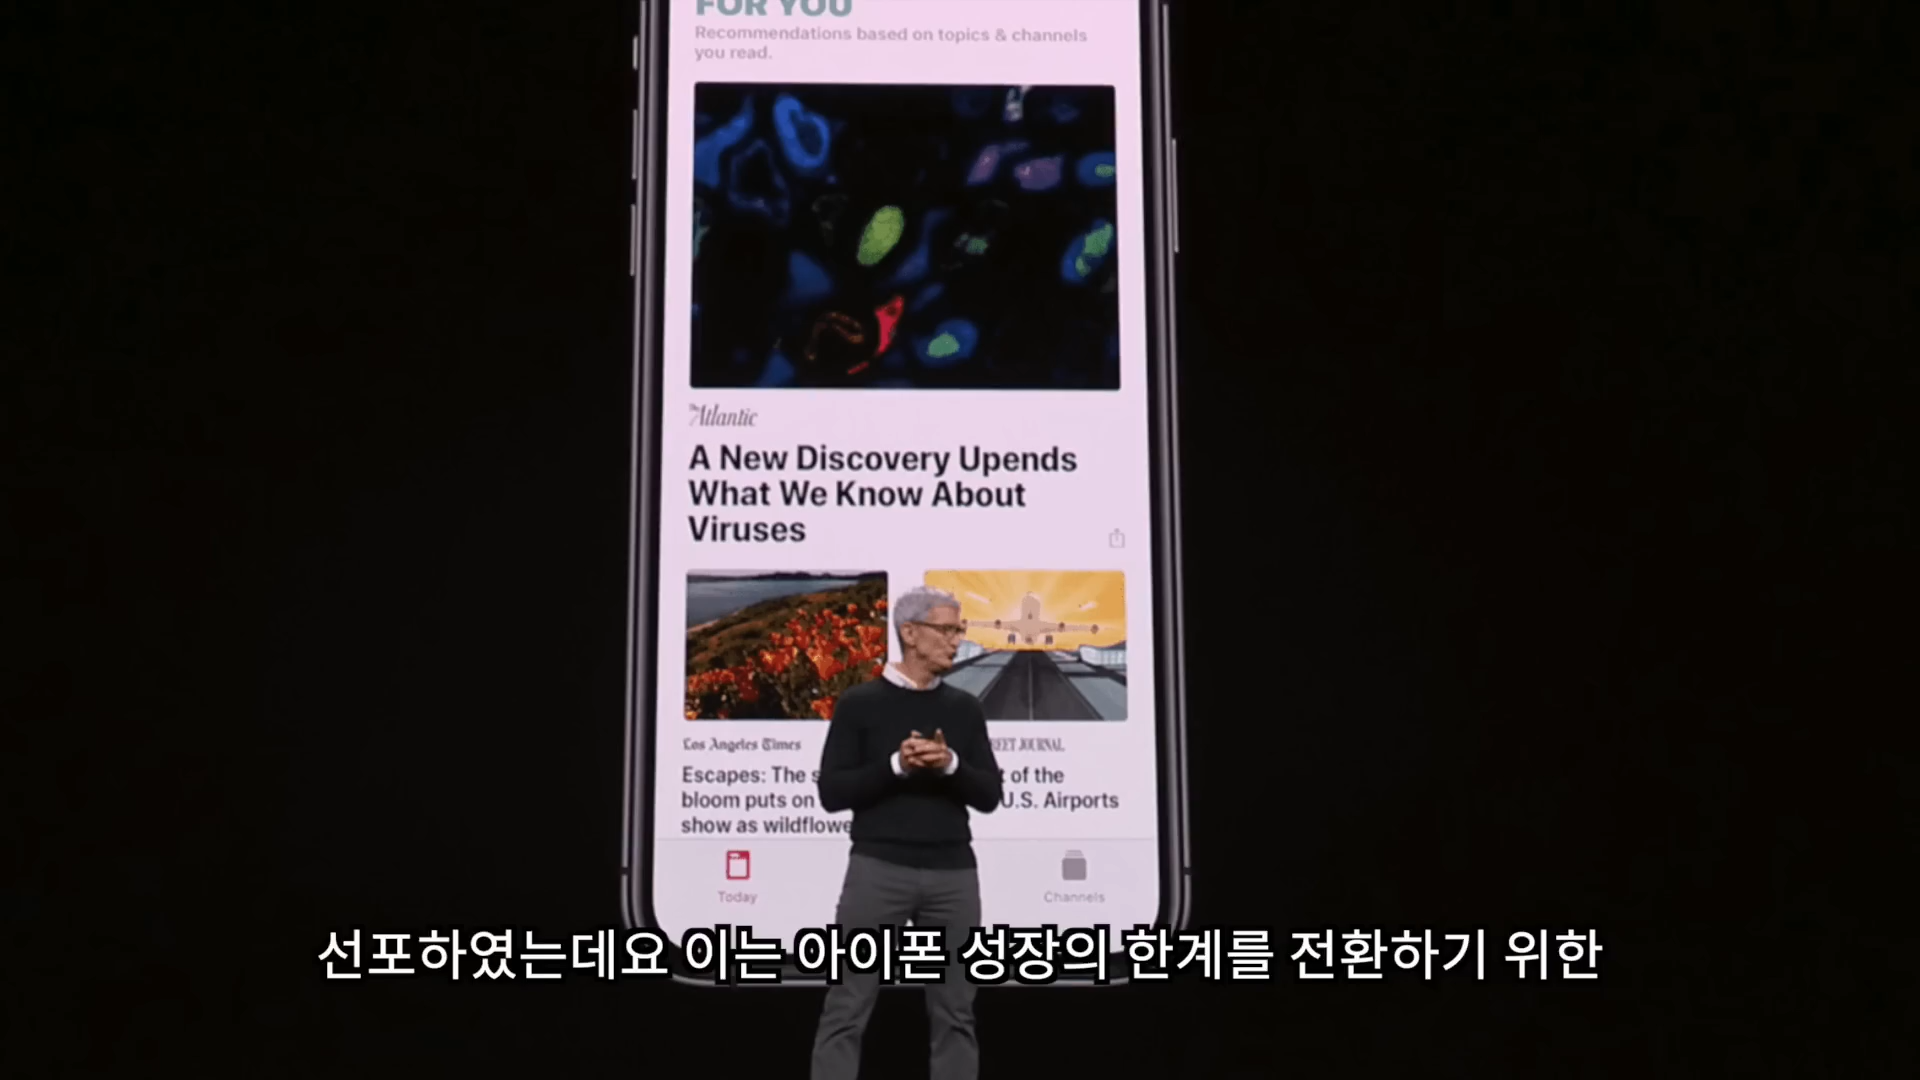 FOR YOU
Recommendations based on topics & channels
you read.
The Atlantic
A New Discovery Upends
What We Know About
Viruses
Los Angeles Times
REET JOURNAL
Escapes: The s
bloom puts on
show as wildflowe
t of the
U.S. Airports
Today
Channels
선포하였는데요 이는 아이폰 성장의 한계를 전환하기 위한